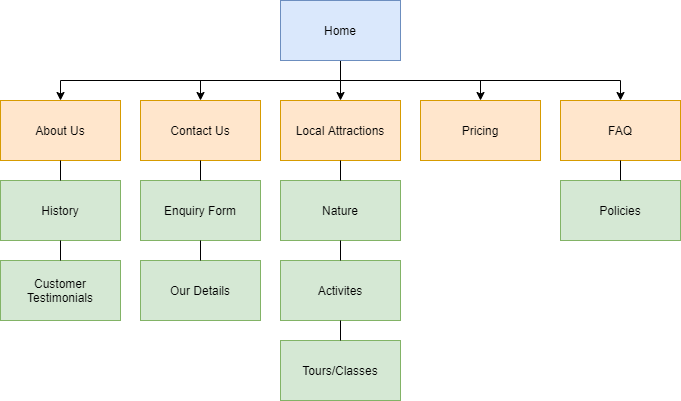 Home
About Us
Contact Us
Local Attractions
Pricing
FAQ
History
Enquiry Form
Nature
Policies
Customer
Testimonials
Our Details
Activites
Tours/Classes